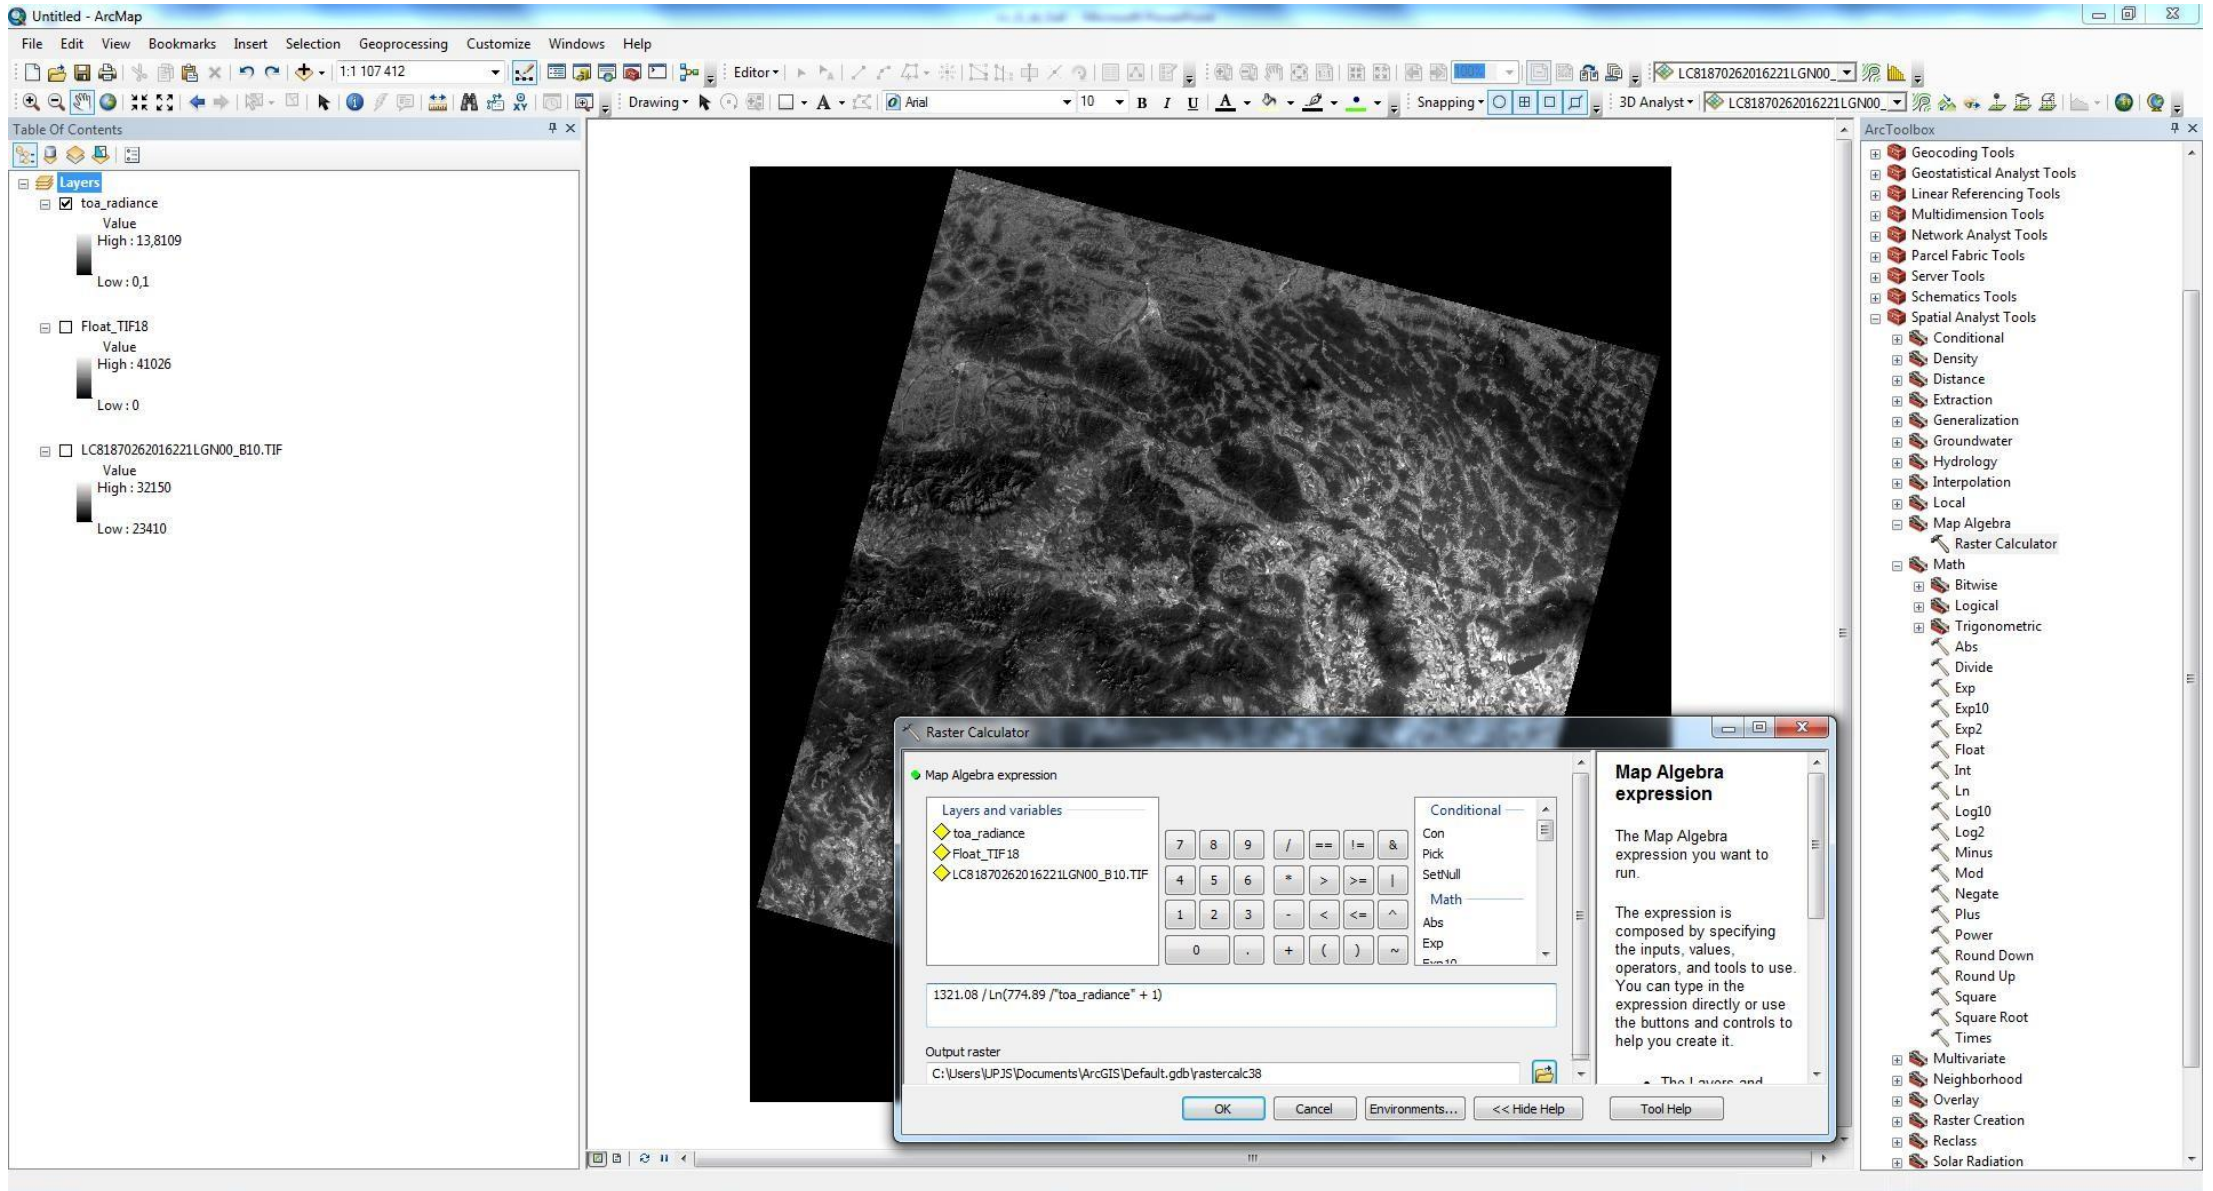 Untitled - ArcMap
File Edit View Bookmarks Insert Selection Geoprocessing Customize Windows Help
1:1 107 412
Editor
100%
LC81870262016221LGN00_
Drawing
A
Arial
10
B I U A
Snapping
3D Analyst
LC81870262016221LGN00_
Table Of Contents
Layers
toa_radiance
Value
High : 13,8109
Low : 0,1
Float_TIF18
Value
High : 41026
Low : 0
LC81870262016221LGN00_B10.TIF
Value
High : 32150
Low : 23410
ArcToolbox
Geocoding Tools
Geostatistical Analyst Tools
Linear Referencing Tools
Multidimension Tools
Network Analyst Tools
Parcel Fabric Tools
Server Tools
Schematics Tools
Spatial Analyst Tools
Conditional
Density
Distance
Extraction
Generalization
Groundwater
Hydrology
Interpolation
Local
Map Algebra
Raster Calculator
Math
Bitwise
Logical
Trigonometric
Abs
Divide
Exp
Exp10
Exp2
Float
Int
Ln
Log10
Log2
Minus
Mod
Negate
Plus
Power
Round Down
Round Up
Square
Square Root
Times
Multivariate
Neighborhood
Overlay
Raster Creation
Reclass
Solar Radiation
Raster Calculator
Map Algebra expression
Layers and variables
toa_radiance
Float_TIF18
LC81870262016221LGN00_B10.TIF
7 8 9 / == != &
4 5 6 * > >= |
1 2 3 - < <= ^
0 . + ( ) ~
Conditional
Con
Pick
SetNull
Math
Abs
Exp
Exp10
1321.08 / Ln(774.89 /"toa_radiance" + 1)
Output raster
C:\Users\UPJS\Documents\ArcGIS\Default.gdb\rastercalc38
OK Cancel Environments... << Hide Help Tool Help
Map Algebra
expression
The Map Algebra
expression you want to
run.
The expression is
composed by specifying
the inputs, values,
operators, and tools to use.
You can type in the
expression directly or use
the buttons and controls to
help you create it.
• The Layers and